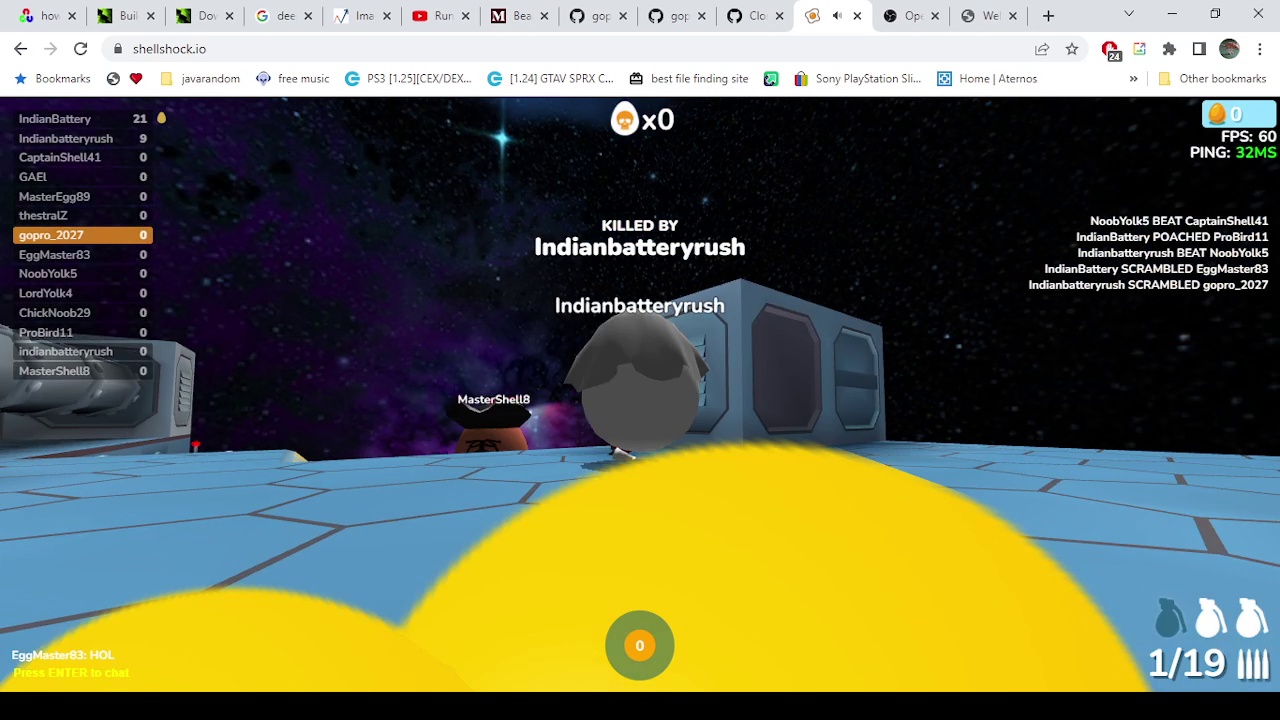 how
Buil
Dov
dee
Ima
Run
Bea
gop
gop
Clo
Ope
Wel
shellshock.io
24
Bookmarks
javarandom
free music
PS3 [1.25][CEX/DEX...
[1.24] GTAV SPRX C...
best file finding site
Sony PlayStation Sli...
Home | Aternos
»
Other bookmarks
IndianBattery 21
Indianbatteryrush 9
CaptainShell41 0
GAEl 0
MasterEgg89 0
thestralZ 0
gopro_2027 0
EggMaster83 0
NoobYolk5 0
LordYolk4 0
ChickNoob29 0
ProBird11 0
indianbatteryrush 0
MasterShell8 0
x0
0
FPS: 60
PING: 32MS
NoobYolk5 BEAT CaptainShell41
IndianBattery POACHED ProBird11
Indianbatteryrush BEAT NoobYolk5
IndianBattery SCRAMBLED EggMaster83
Indianbatteryrush SCRAMBLED gopro_2027
KILLED BY
Indianbatteryrush
Indianbatteryrush
MasterShell8
0
EggMaster83: HOL
Press ENTER to chat
1/19